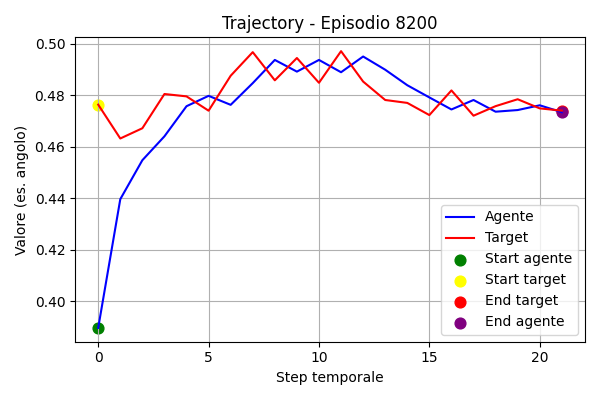 Trajectory - Episodio 8200
Valore (es. angolo)
0.50
0.48
0.46
0.44
0.42
0.40
0
5
10
15
20
Step temporale
Agente
Target
Start agente
Start target
End target
End agente